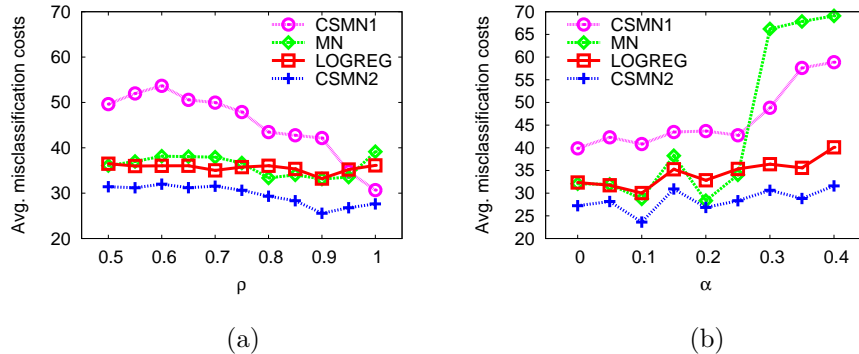 Avg. misclassification costs
70
60
50
40
30
20
0.5 0.6 0.7 0.8 0.9 1
ρ
CSMN1
MN
LOGREG
CSMN2
(a)
Avg. misclassification costs
70
65
60
55
50
45
40
35
30
25
20
0 0.1 0.2 0.3 0.4
α
CSMN1
MN
LOGREG
CSMN2
(b)